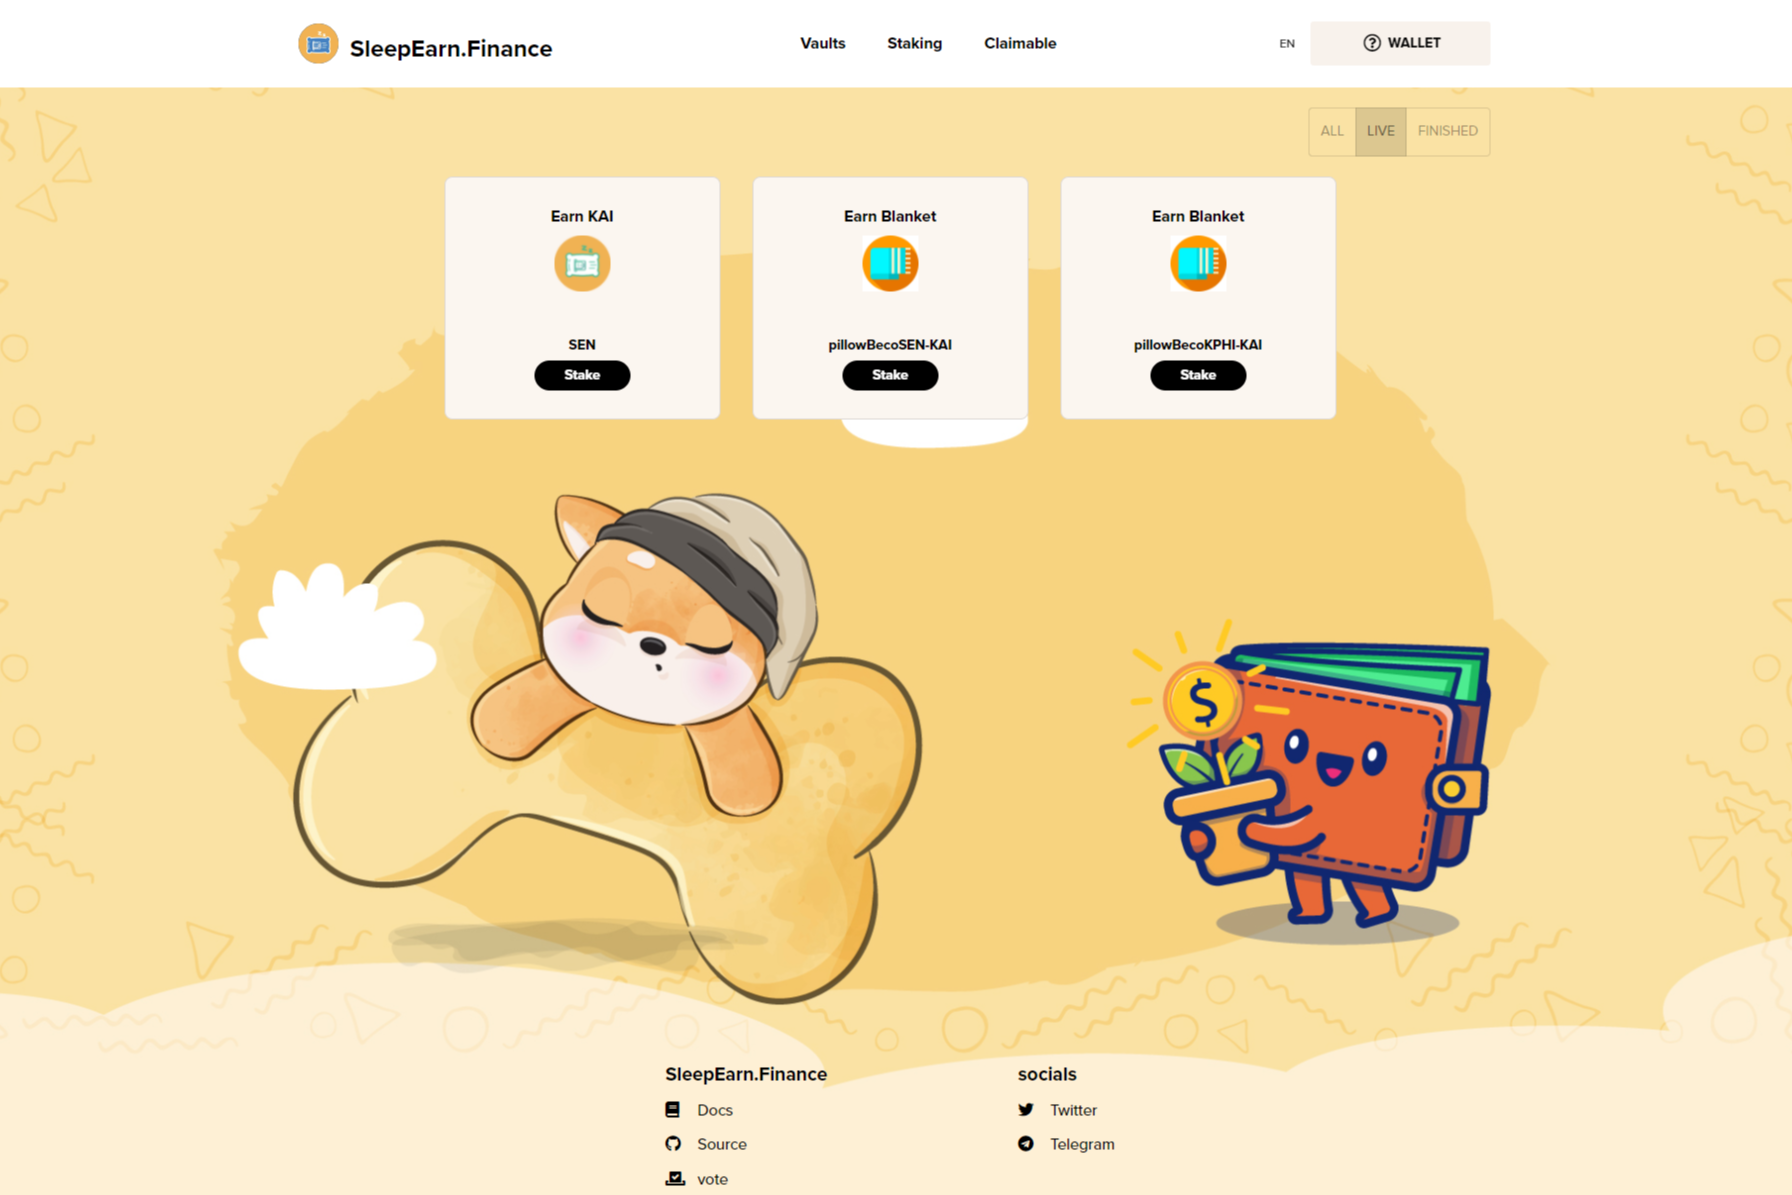 SleepEarn.Finance
Vaults
Staking
Claimable
EN
WALLET
ALL
LIVE
FINISHED
Earn KAI
SEN
Stake
Earn Blanket
pillowBecoSEN-KAI
Stake
Earn Blanket
pillowBecoKPHI-KAI
Stake
SleepEarn.Finance
Docs
Source
vote
socials
Twitter
Telegram